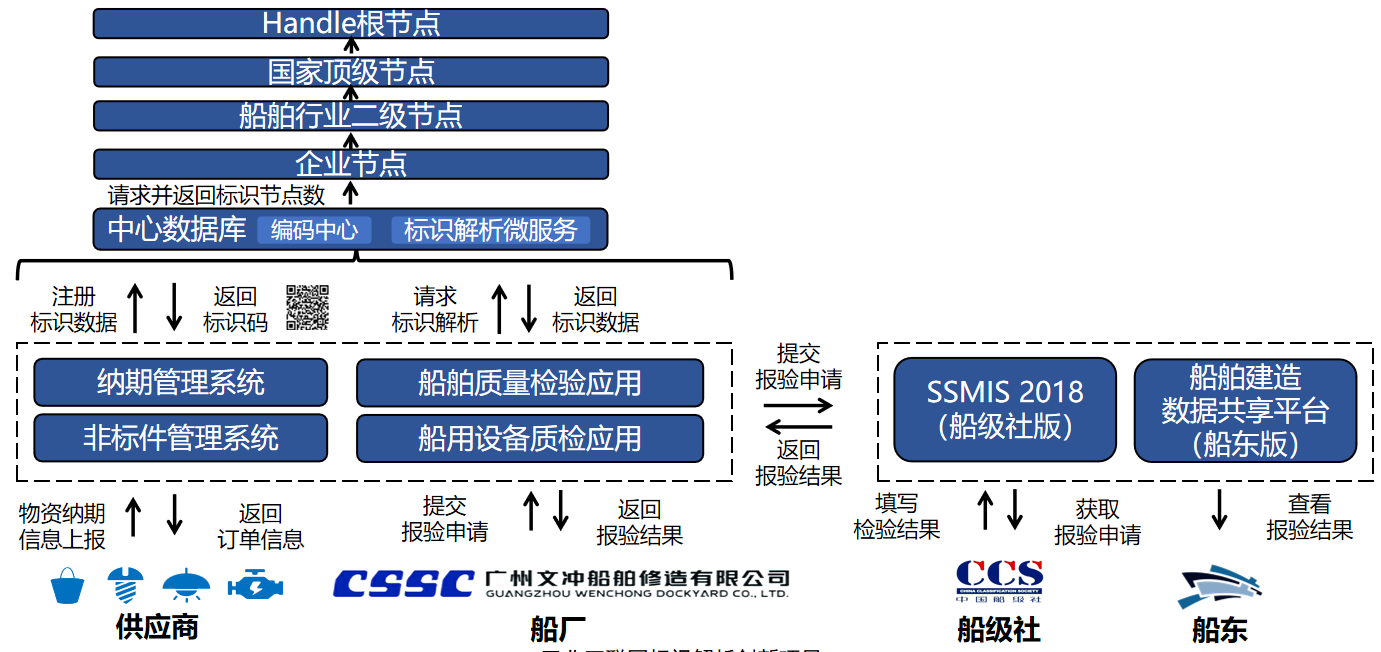 Handle根节点
国家顶级节点
船舶行业二级节点
企业节点
请求并返回标识节点数
中心数据库 编码中心 标识解析微服务
注册
标识数据
返回
标识码
请求
标识解析
返回
标识数据
纳期管理系统
船舶质量检验应用
非标件管理系统
船用设备质检应用
提交
报验申请
返回
报验结果
SSMIS 2018
（船级社版）
船舶建造
数据共享平台
（船东版）
物资纳期
信息上报
返回
订单信息
提交
报验申请
返回
报验结果
填写
检验结果
获取
报验申请
查看
报验结果
CSSC 广州文冲船舶修造有限公司
GUANGZHOU WENCHONG DOCKYARD CO., LTD.
CCS
CHINA CLASSIFICATION SOCIETY
中国船级社
供应商
船厂
船级社
船东